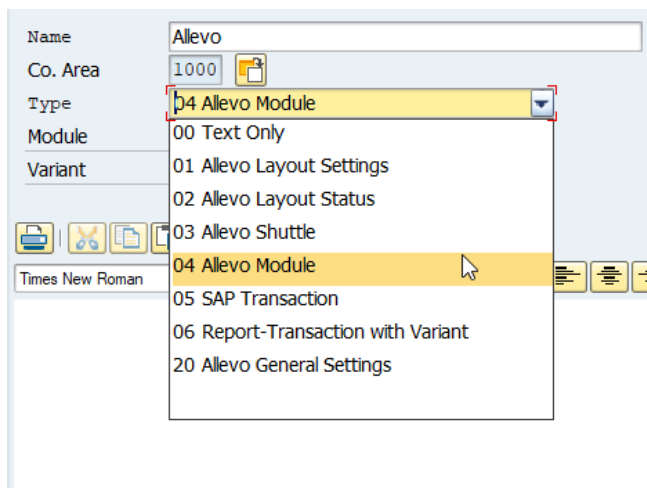 Name Allevo
Co. Area 1000
Type 04 Allevo Module
Module
Variant
00 Text Only
01 Allevo Layout Settings
02 Allevo Layout Status
03 Allevo Shuttle
04 Allevo Module
05 SAP Transaction
06 Report-Transaction with Variant
20 Allevo General Settings
Times New Roman